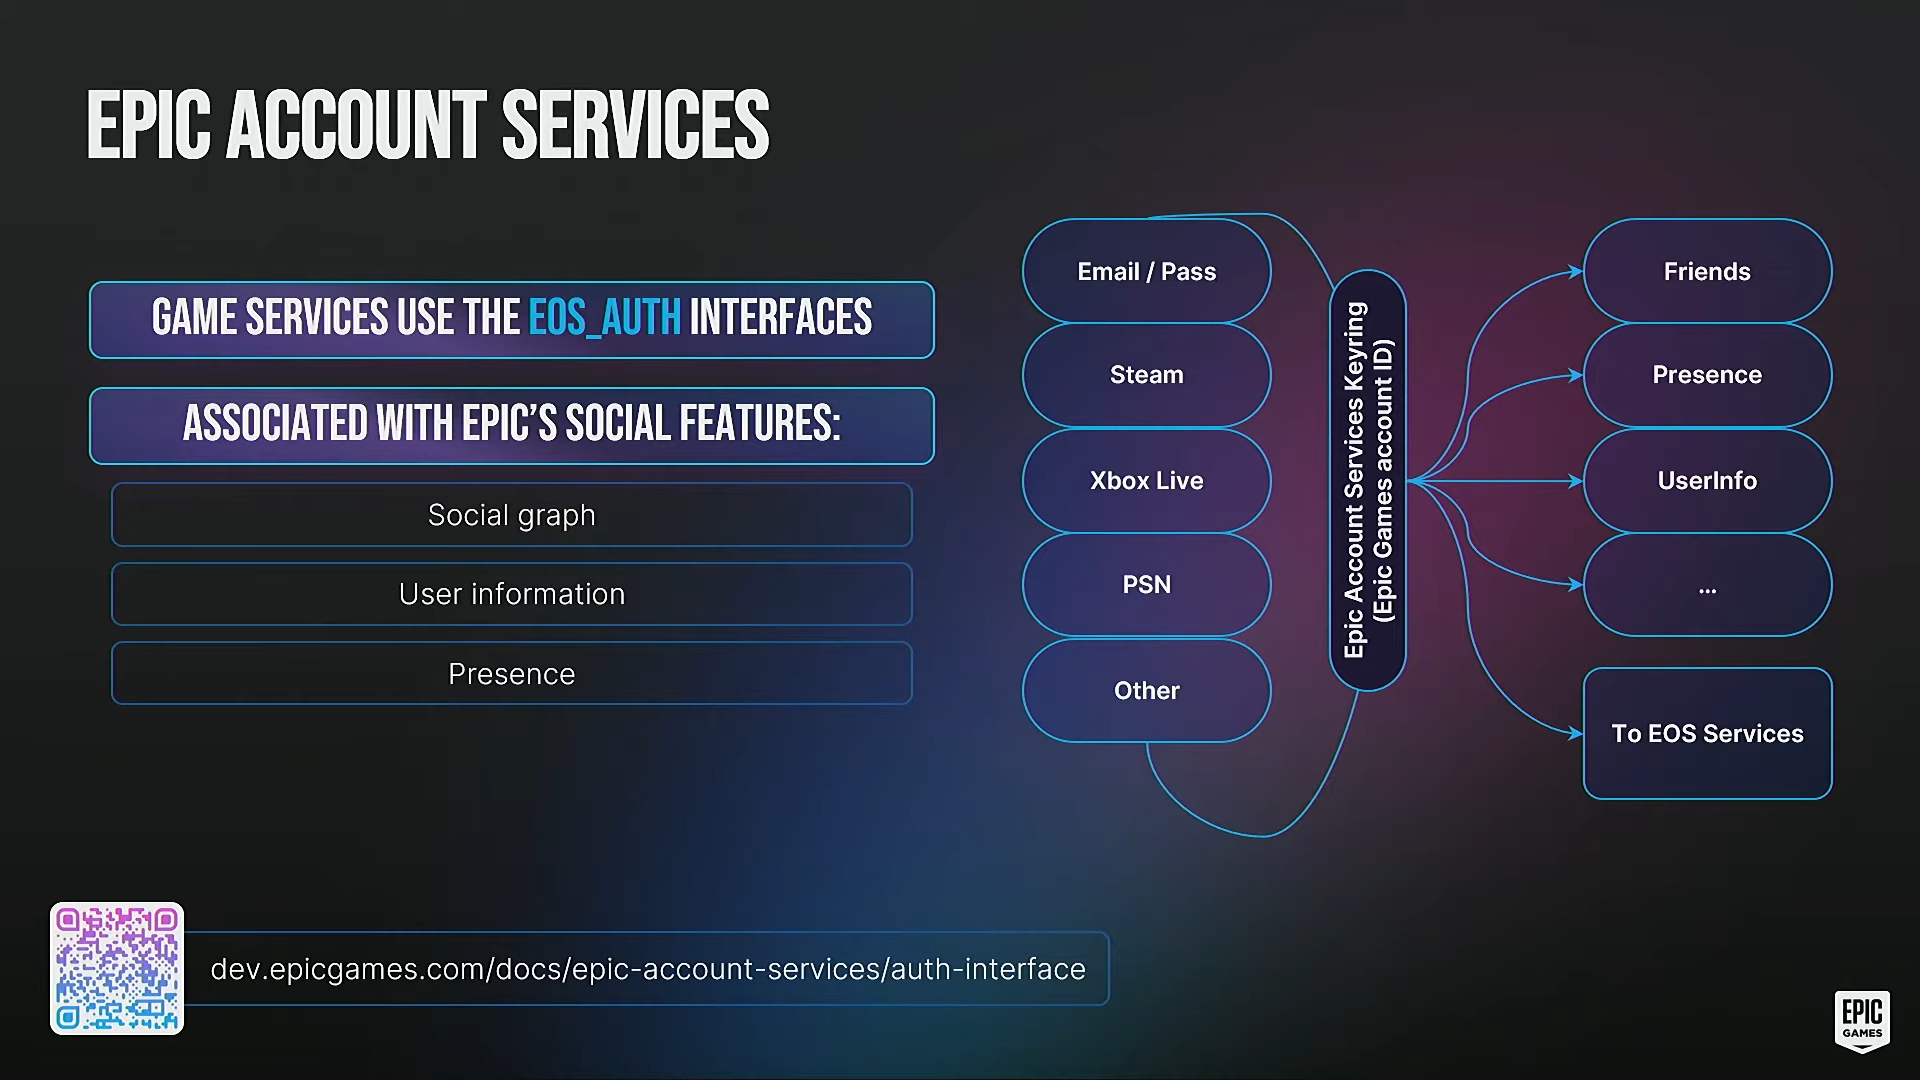 EPIC ACCOUNT SERVICES
GAME SERVICES USE THE EOS_AUTH INTERFACES
ASSOCIATED WITH EPIC’S SOCIAL FEATURES:
Social graph
User information
Presence
Email / Pass
Steam
Xbox Live
PSN
Other
Epic Account Services Keyring
(Epic Games account ID)
Friends
Presence
UserInfo
...
To EOS Services
dev.epicgames.com/docs/epic-account-services/auth-interface
EPIC
GAMES